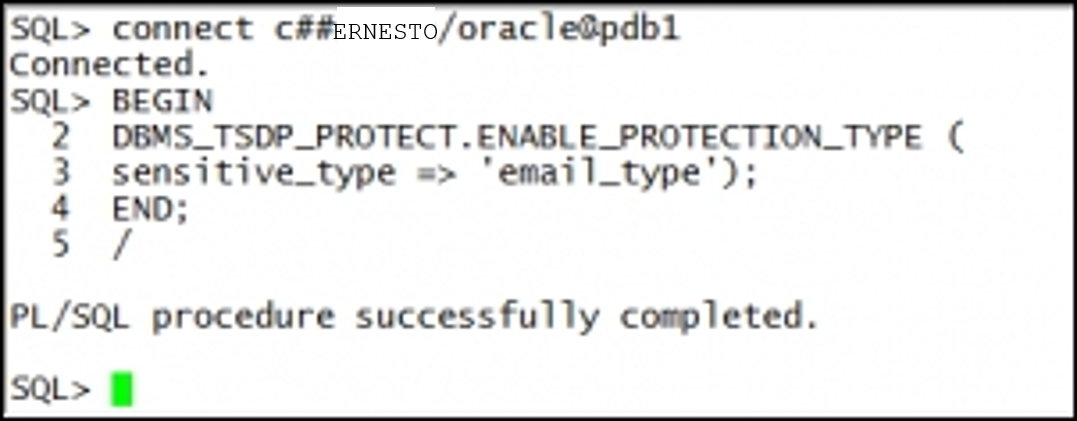 SQL> connect c##ERNESTO/oracle@pdb1
Connected.
SQL> BEGIN
2 DBMS_TSDP_PROTECT.ENABLE_PROTECTION_TYPE (
3 sensitive_type => 'email_type');
4 END;
5 /
PL/SQL procedure successfully completed.
SQL>